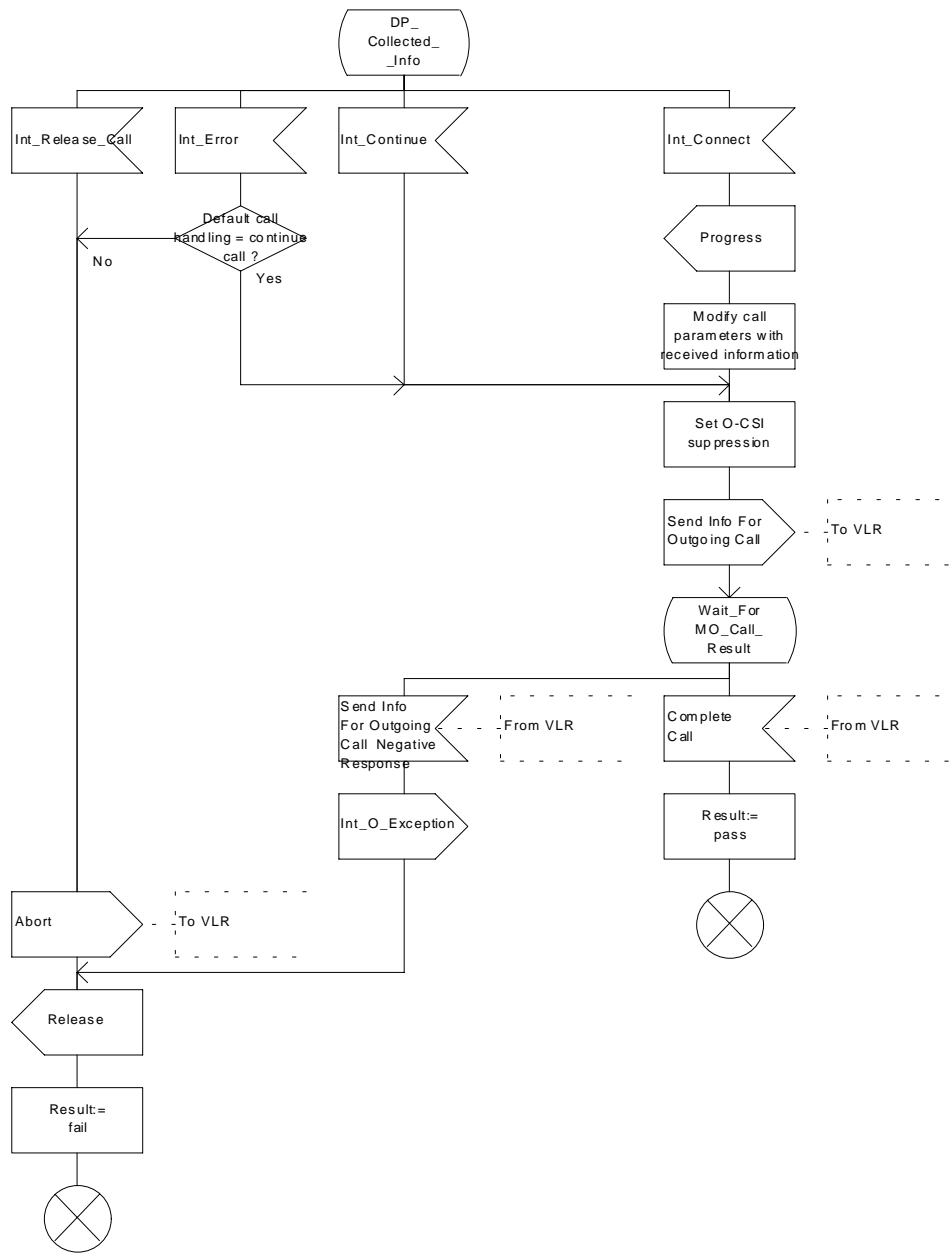 DP_
Collected_
_Info
Int_Release_Call
Int_Error
Int_Continue
Int_Connect
Default call
handling = continue
call ?
No
Yes
Progress
Modify call
parameters with
received information
Set O-CSI
suppression
Send Info For
Outgoing Call
To VLR
Wait_For
MO_Call_
Result
Send Info
For Outgoing
Call Negative
Response
From VLR
Complete
Call
From VLR
Int_O_Exception
Result:=
pass
Abort
To VLR
Release
Result:=
fail